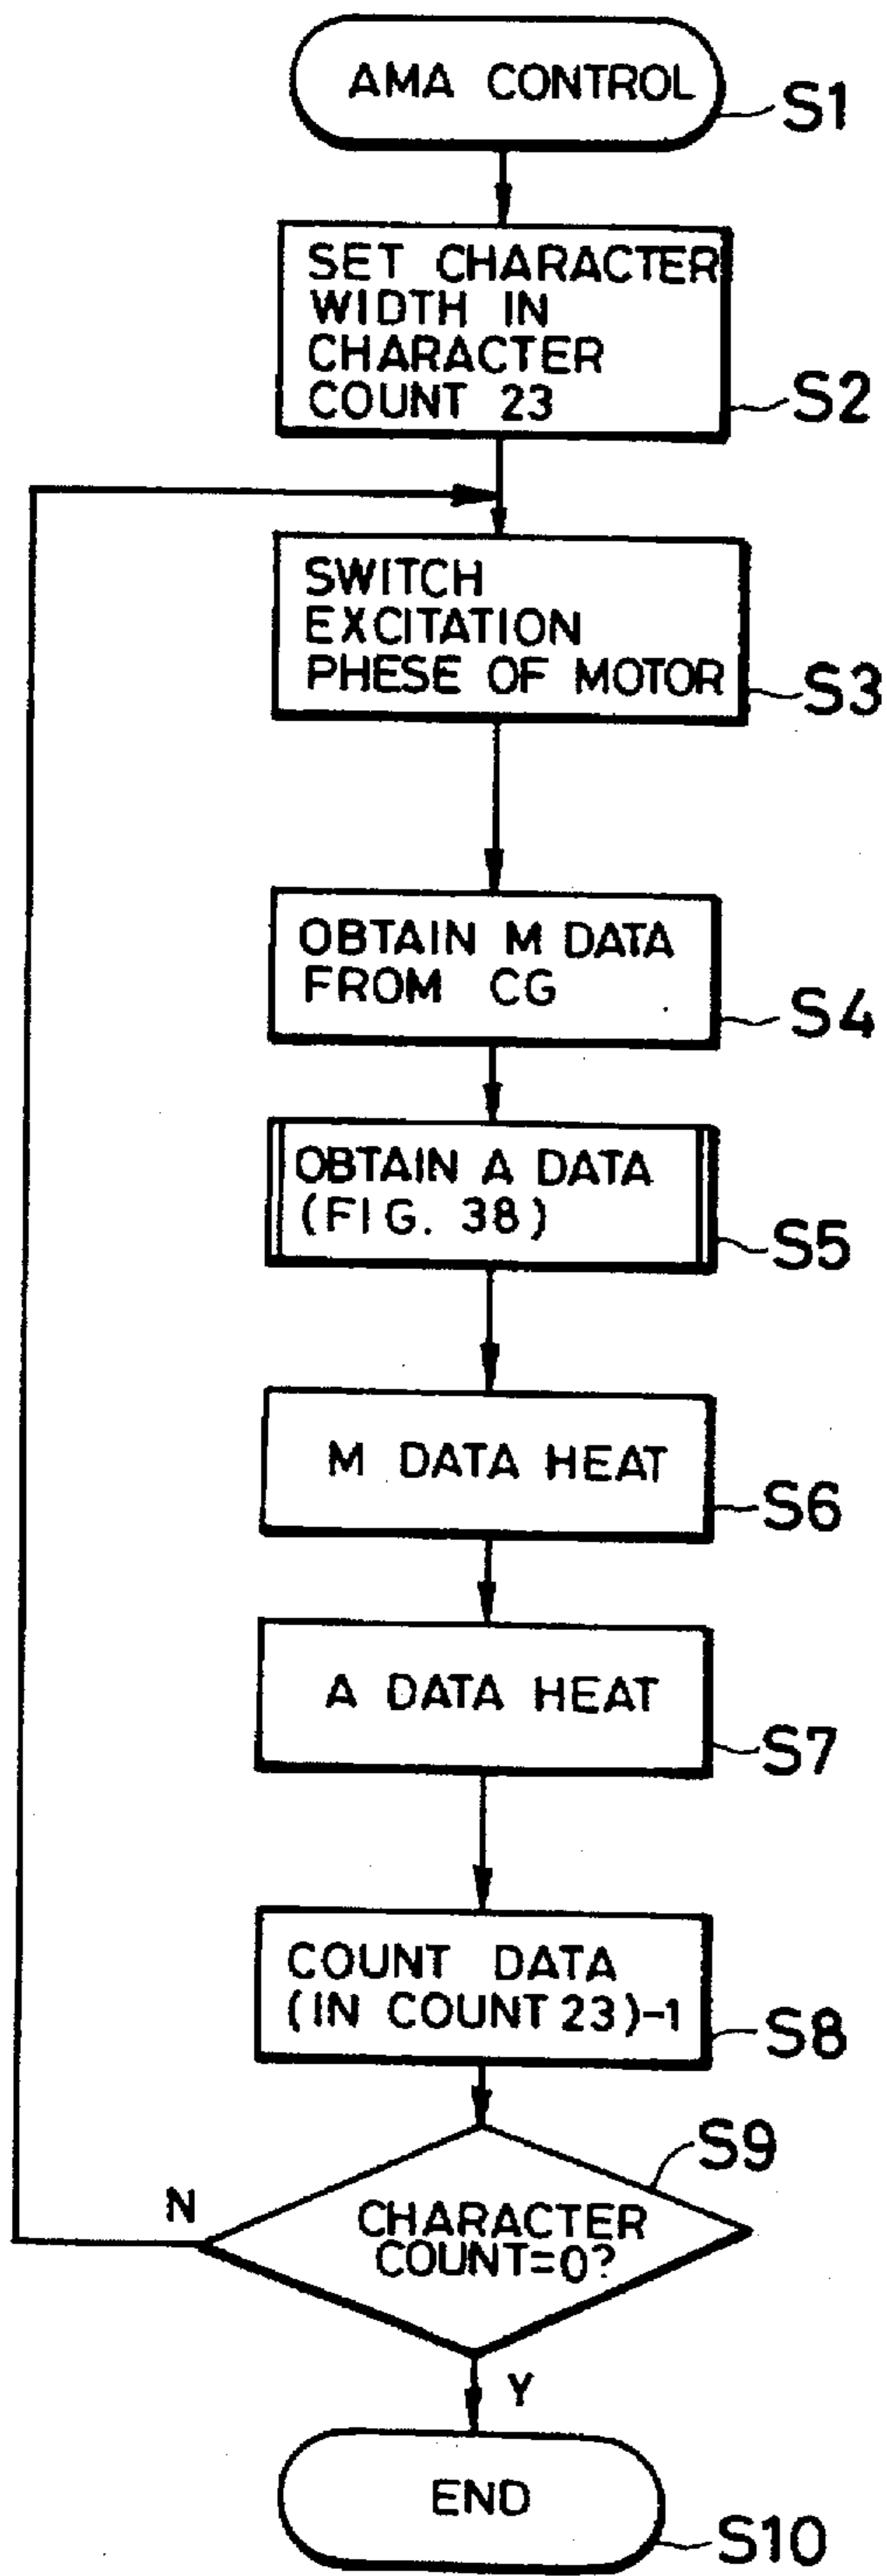 AMA CONTROL
S1
SET CHARACTER
WIDTH IN
CHARACTER
COUNT 23
S2
SWITCH
EXCITATION
PHESE OF MOTOR
S3
OBTAIN M DATA
FROM CG
S4
OBTAIN A DATA
(FIG. 38)
S5
M DATA HEAT
S6
A DATA HEAT
S7
COUNT DATA
(IN COUNT 23)-1
S8
S9
N
CHARACTER
COUNT=0?
Y
END
S10